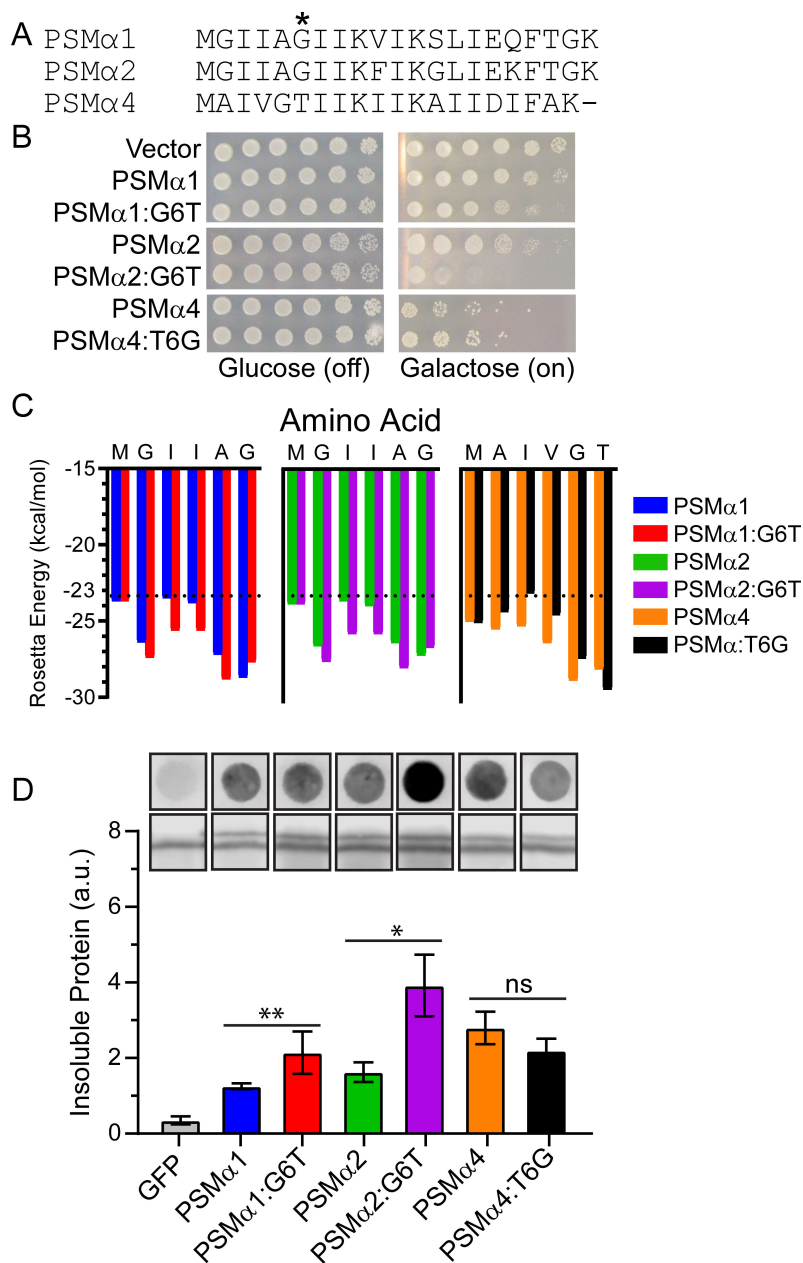 A
*
PSMα1 MGIIAGIIKVIKSLIEQFTGK
PSMα2 MGIIAGIIKFIKGLIEKFTGK
PSMα4 MAIVGTIIKIIKAIIDIFAK-
B
Vector
PSMα1
PSMα1:G6T
PSMα2
PSMα2:G6T
PSMα4
PSMα4:T6G
Glucose (off) Galactose (on)
C
Amino Acid
M G I I A G M G I I A G M A I V G T
Rosetta Energy (kcal/mol)
-15
-20
-23
-25
-30
PSMα1
PSMα1:G6T
PSMα2
PSMα2:G6T
PSMα4
PSMα:T6G
D
Insoluble Protein (a.u.)
8
6
4
2
0
** * ns
GFP PSMα1 PSMα1:G6T PSMα2 PSMα2:G6T PSMα4 PSMα4:T6G